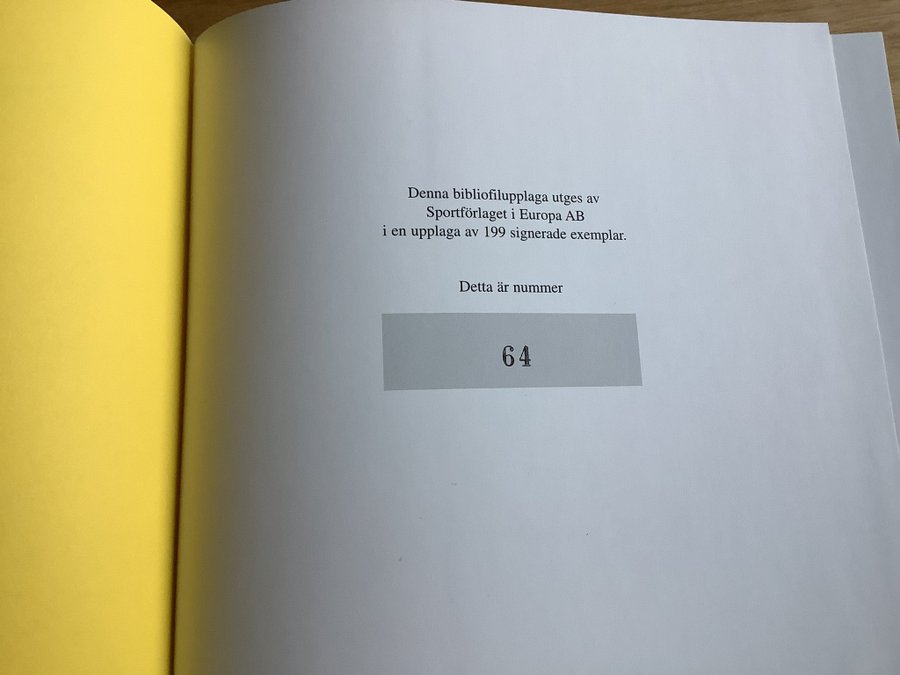 Denna bibliofilupplaga utges av
Sportförlaget i Europa AB
i en upplaga av 199 signerade exemplar.
Detta är nummer
64